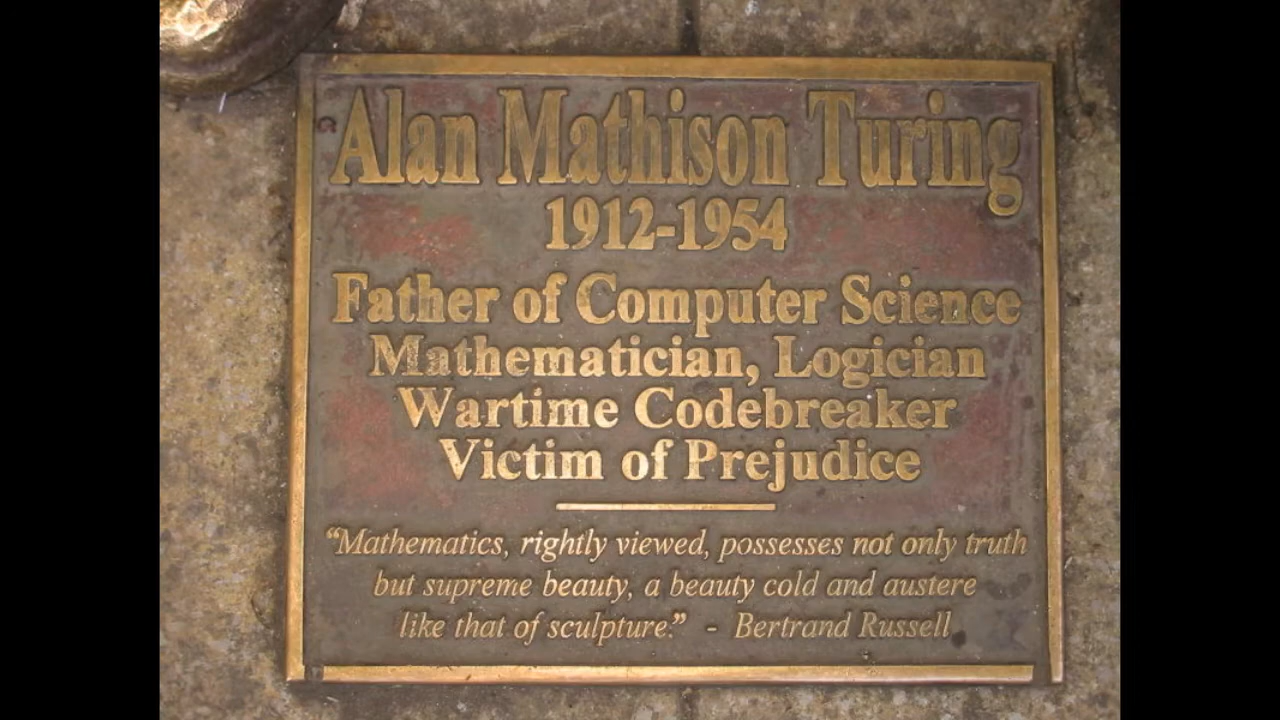 Alan Mathison Turing
1912-1954
Father of Computer Science
Mathematician, Logician
Wartime Codebreaker
Victim of Prejudice
“Mathematics, rightly viewed, possesses not only truth
but supreme beauty, a beauty cold and austere
like that of sculpture.” - Bertrand Russell